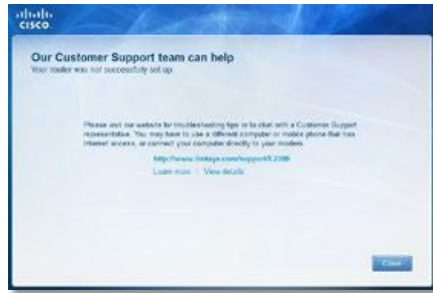 CISCO
Our Customer Support team can help
Your router was not successfully set up
Please visit our website for troubleshooting tips or to chat with a Customer Support
representative. You may have to use a different computer or mobile phone that has
Internet access, or connect your computer directly to your modem.
Learn more | View details
Close